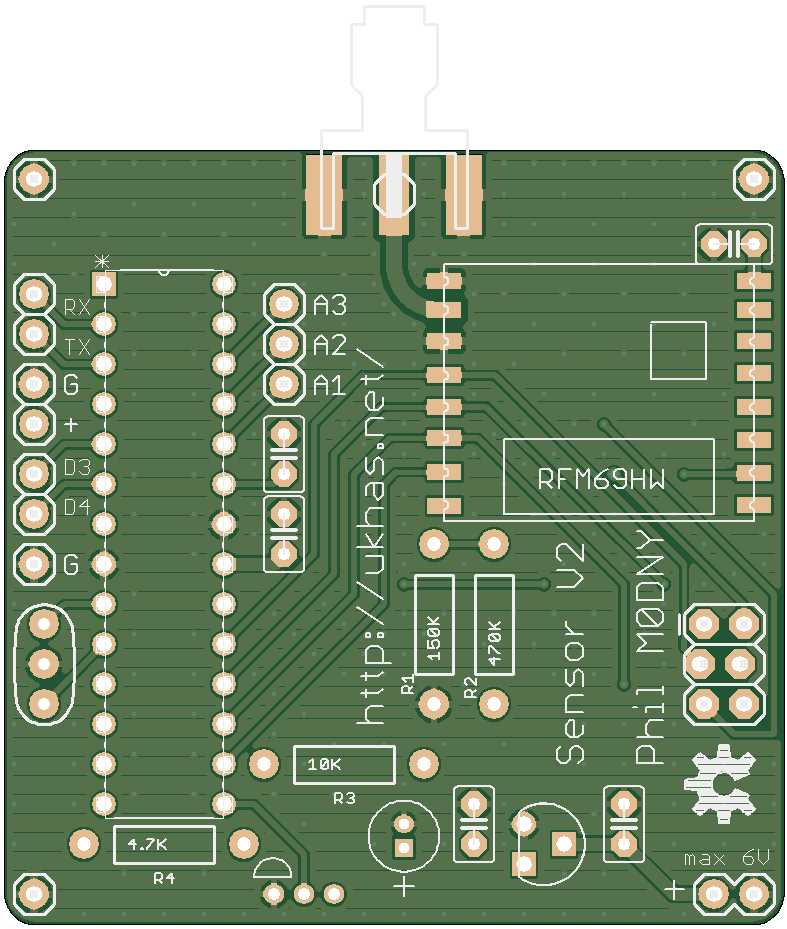 RX
TX
G
+
D3
D4
G
A3
A2
A1
http://ukhas.net/
RFM69HW
Sensor V2
Phil M0DNY
150K
R1
470K
R2
10K
R3
4.7K
R4
+
max 6V
+